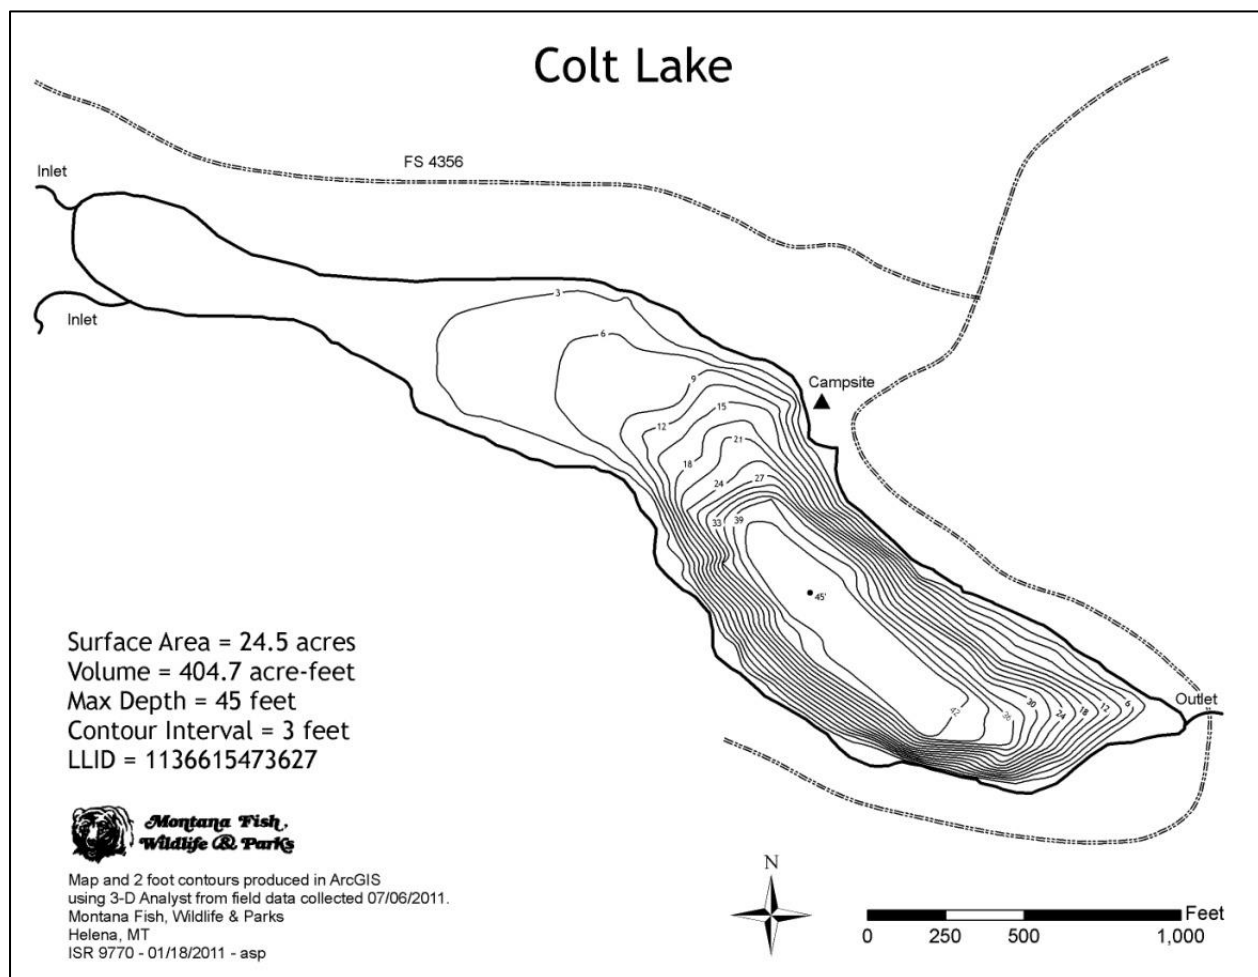 Colt Lake
FS 4356
Inlet
Inlet
3
6
9
Campsite
12
15
21
18
24
27
33
39
45'
42
36
30
24
18
12
6
Outlet
Surface Area = 24.5 acres
Volume = 404.7 acre-feet
Max Depth = 45 feet
Contour Interval = 3 feet
LLID = 1136615473627
Montana Fish,
Wildlife & Parks
Map and 2 foot contours produced in ArcGIS
using 3-D Analyst from field data collected 07/06/2011.
Montana Fish, Wildlife & Parks
Helena, MT
ISR 9770 - 01/18/2011 - asp
N
Feet
0 250 500 1,000